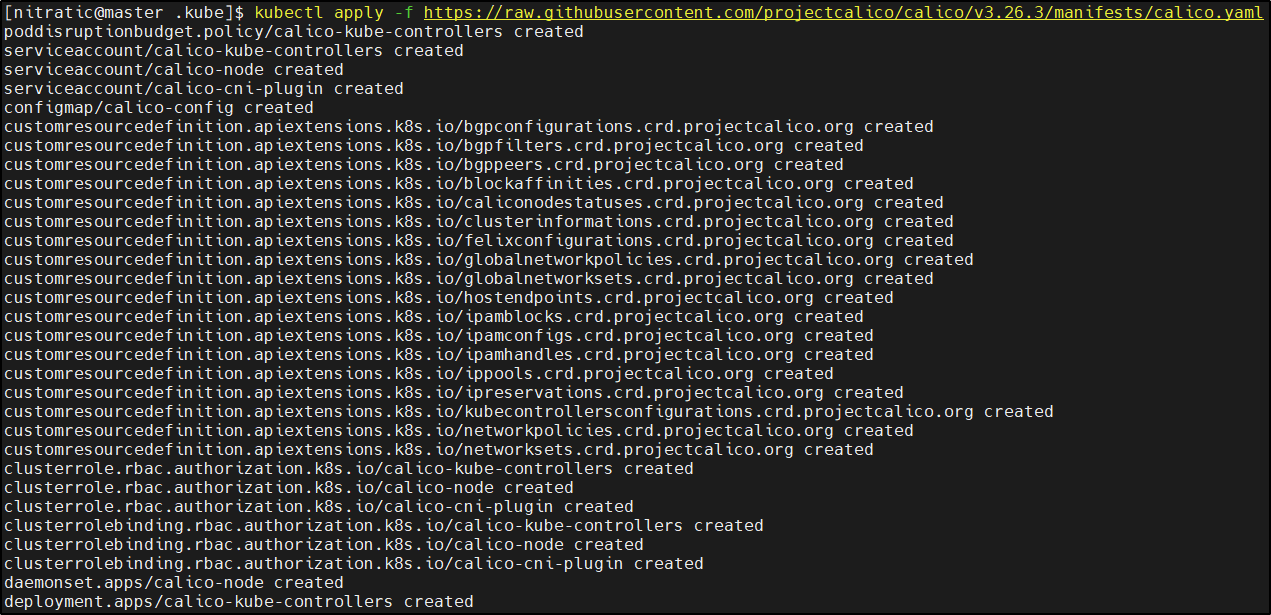 [nitratic@master .kube]$ kubectl apply -f https://raw.githubusercontent.com/projectcalico/calico/v3.26.3/manifests/calico.yaml
poddisruptionbudget.policy/calico-kube-controllers created
serviceaccount/calico-kube-controllers created
serviceaccount/calico-node created
serviceaccount/calico-cni-plugin created
configmap/calico-config created
customresourcedefinition.apiextensions.k8s.io/bgpconfigurations.crd.projectcalico.org created
customresourcedefinition.apiextensions.k8s.io/bgpfilters.crd.projectcalico.org created
customresourcedefinition.apiextensions.k8s.io/bgppeers.crd.projectcalico.org created
customresourcedefinition.apiextensions.k8s.io/blockaffinities.crd.projectcalico.org created
customresourcedefinition.apiextensions.k8s.io/caliconodestatuses.crd.projectcalico.org created
customresourcedefinition.apiextensions.k8s.io/clusterinformations.crd.projectcalico.org created
customresourcedefinition.apiextensions.k8s.io/felixconfigurations.crd.projectcalico.org created
customresourcedefinition.apiextensions.k8s.io/globalnetworkpolicies.crd.projectcalico.org created
customresourcedefinition.apiextensions.k8s.io/globalnetworksets.crd.projectcalico.org created
customresourcedefinition.apiextensions.k8s.io/hostendpoints.crd.projectcalico.org created
customresourcedefinition.apiextensions.k8s.io/ipamblocks.crd.projectcalico.org created
customresourcedefinition.apiextensions.k8s.io/ipamconfigs.crd.projectcalico.org created
customresourcedefinition.apiextensions.k8s.io/ipamhandles.crd.projectcalico.org created
customresourcedefinition.apiextensions.k8s.io/ippools.crd.projectcalico.org created
customresourcedefinition.apiextensions.k8s.io/ipreservations.crd.projectcalico.org created
customresourcedefinition.apiextensions.k8s.io/kubecontrollersconfigurations.crd.projectcalico.org created
customresourcedefinition.apiextensions.k8s.io/networkpolicies.crd.projectcalico.org created
customresourcedefinition.apiextensions.k8s.io/networksets.crd.projectcalico.org created
clusterrole.rbac.authorization.k8s.io/calico-kube-controllers created
clusterrole.rbac.authorization.k8s.io/calico-node created
clusterrole.rbac.authorization.k8s.io/calico-cni-plugin created
clusterrolebinding.rbac.authorization.k8s.io/calico-kube-controllers created
clusterrolebinding.rbac.authorization.k8s.io/calico-node created
clusterrolebinding.rbac.authorization.k8s.io/calico-cni-plugin created
daemonset.apps/calico-node created
deployment.apps/calico-kube-controllers created